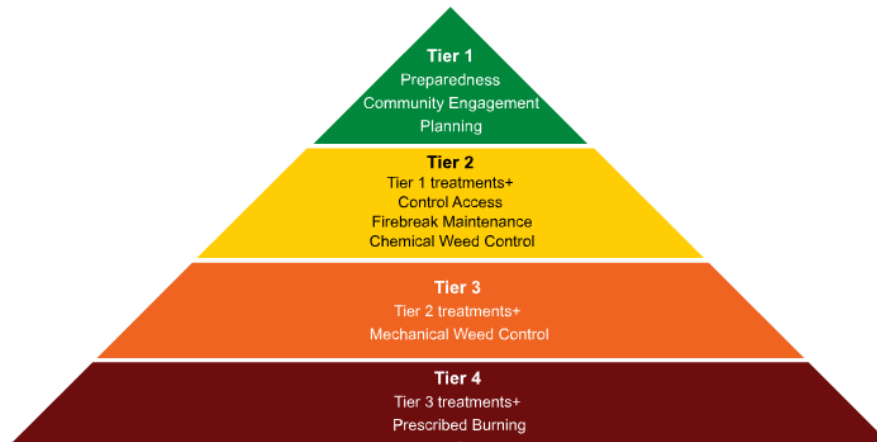 Tier 1
Preparedness
Community Engagement
Planning
Tier 2
Tier 1 treatments+
Control Access
Firebreak Maintenance
Chemical Weed Control
Tier 3
Tier 2 treatments+
Mechanical Weed Control
Tier 4
Tier 3 treatments+
Prescribed Burning